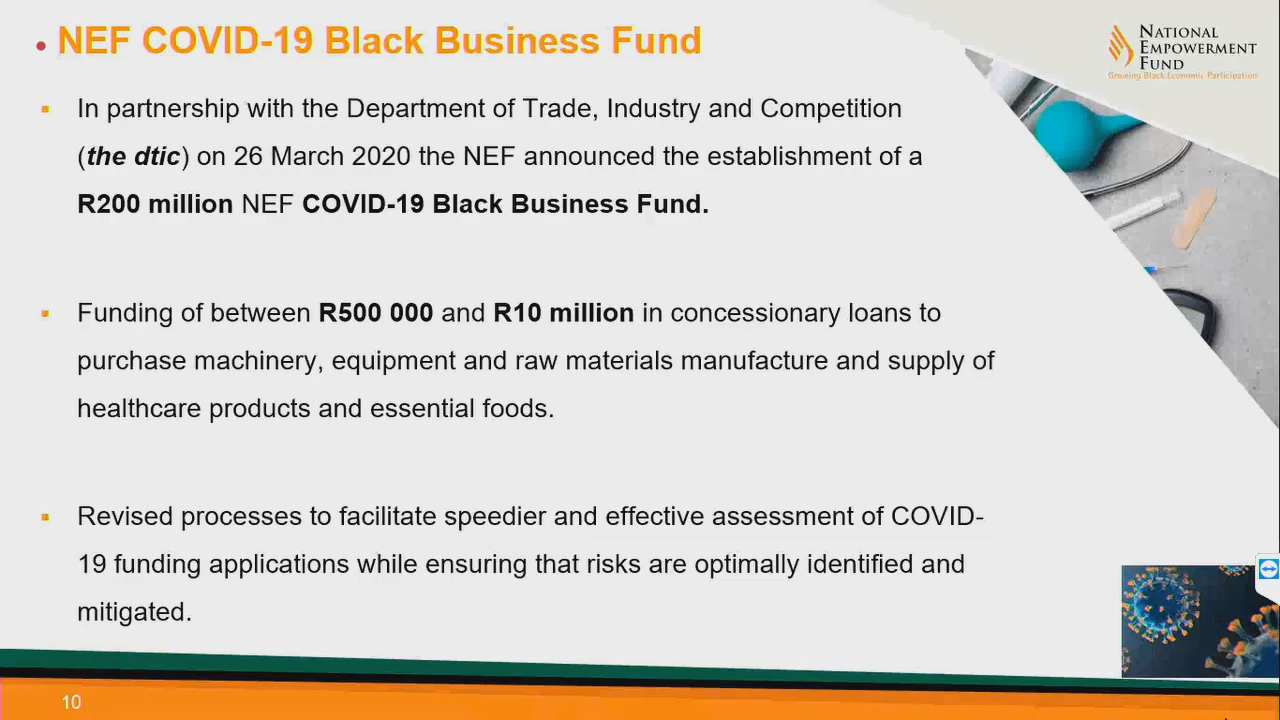 • NEF COVID-19 Black Business Fund
NATIONAL
EMPOWERMENT
FUND
Growing Black Economic Participation
▪ In partnership with the Department of Trade, Industry and Competition
(the dtic) on 26 March 2020 the NEF announced the establishment of a
R200 million NEF COVID-19 Black Business Fund.
▪ Funding of between R500 000 and R10 million in concessionary loans to
purchase machinery, equipment and raw materials manufacture and supply of
healthcare products and essential foods.
▪ Revised processes to facilitate speedier and effective assessment of COVID-
19 funding applications while ensuring that risks are optimally identified and
mitigated.
10